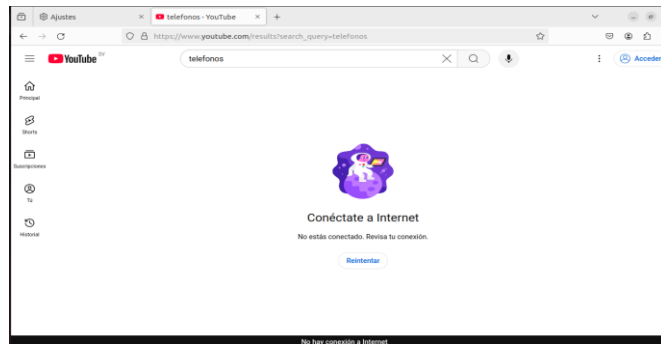 Ajustes
telefonos - YouTube
https://www.youtube.com/results?search_query=telefonos
YouTube SV
telefonos
Acceder
Principal
Shorts
Suscripciones
Tú
Historial
Conéctate a Internet
No estás conectado. Revisa tu conexión.
Reintentar
No hay conexión a Internet